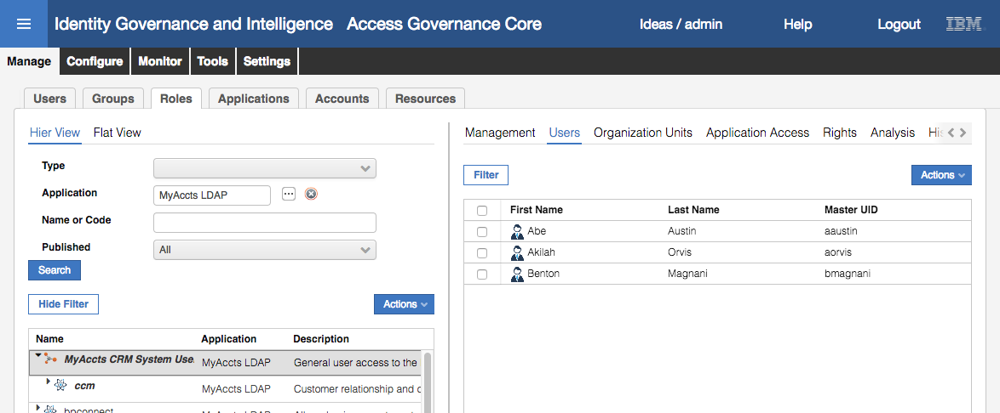 Identity Governance and Intelligence Access Governance Core Ideas / admin Help Logout IBM
Manage Configure Monitor Tools Settings
Users Groups Roles Applications Accounts Resources
Hier View Flat View
Type
Application MyAccts LDAP ...
Name or Code
Published All
Search
Hide Filter Actions
Name Application Description
MyAccts CRM System Use MyAccts LDAP General user access to the
ccm MyAccts LDAP Customer relationship and c
Management Users Organization Units Application Access Rights Analysis His
Filter Actions
First Name Last Name Master UID
Abe Austin aaustin
Akilah Orvis aorvis
Benton Magnani bmagnani